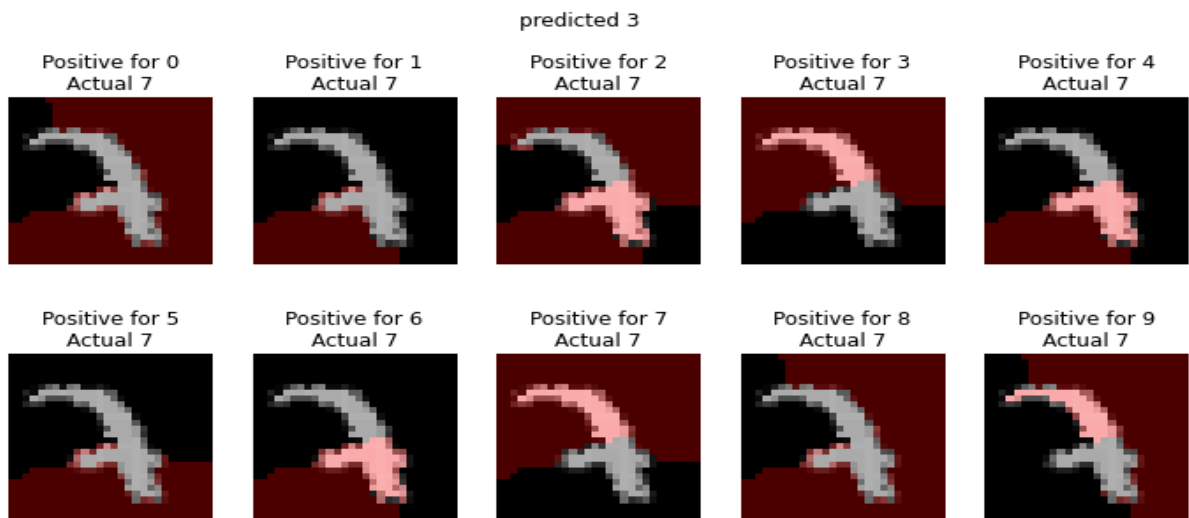 predicted 3
Positive for 0
Actual 7
Positive for 1
Actual 7
Positive for 2
Actual 7
Positive for 3
Actual 7
Positive for 4
Actual 7
Positive for 5
Actual 7
Positive for 6
Actual 7
Positive for 7
Actual 7
Positive for 8
Actual 7
Positive for 9
Actual 7